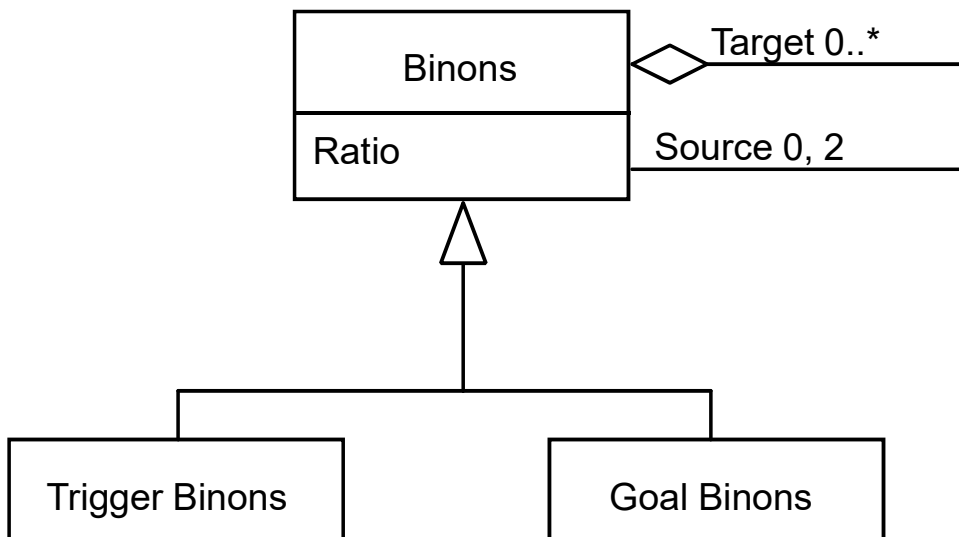 Binons
Target 0..*
Ratio
Source 0, 2
Trigger Binons
Goal Binons